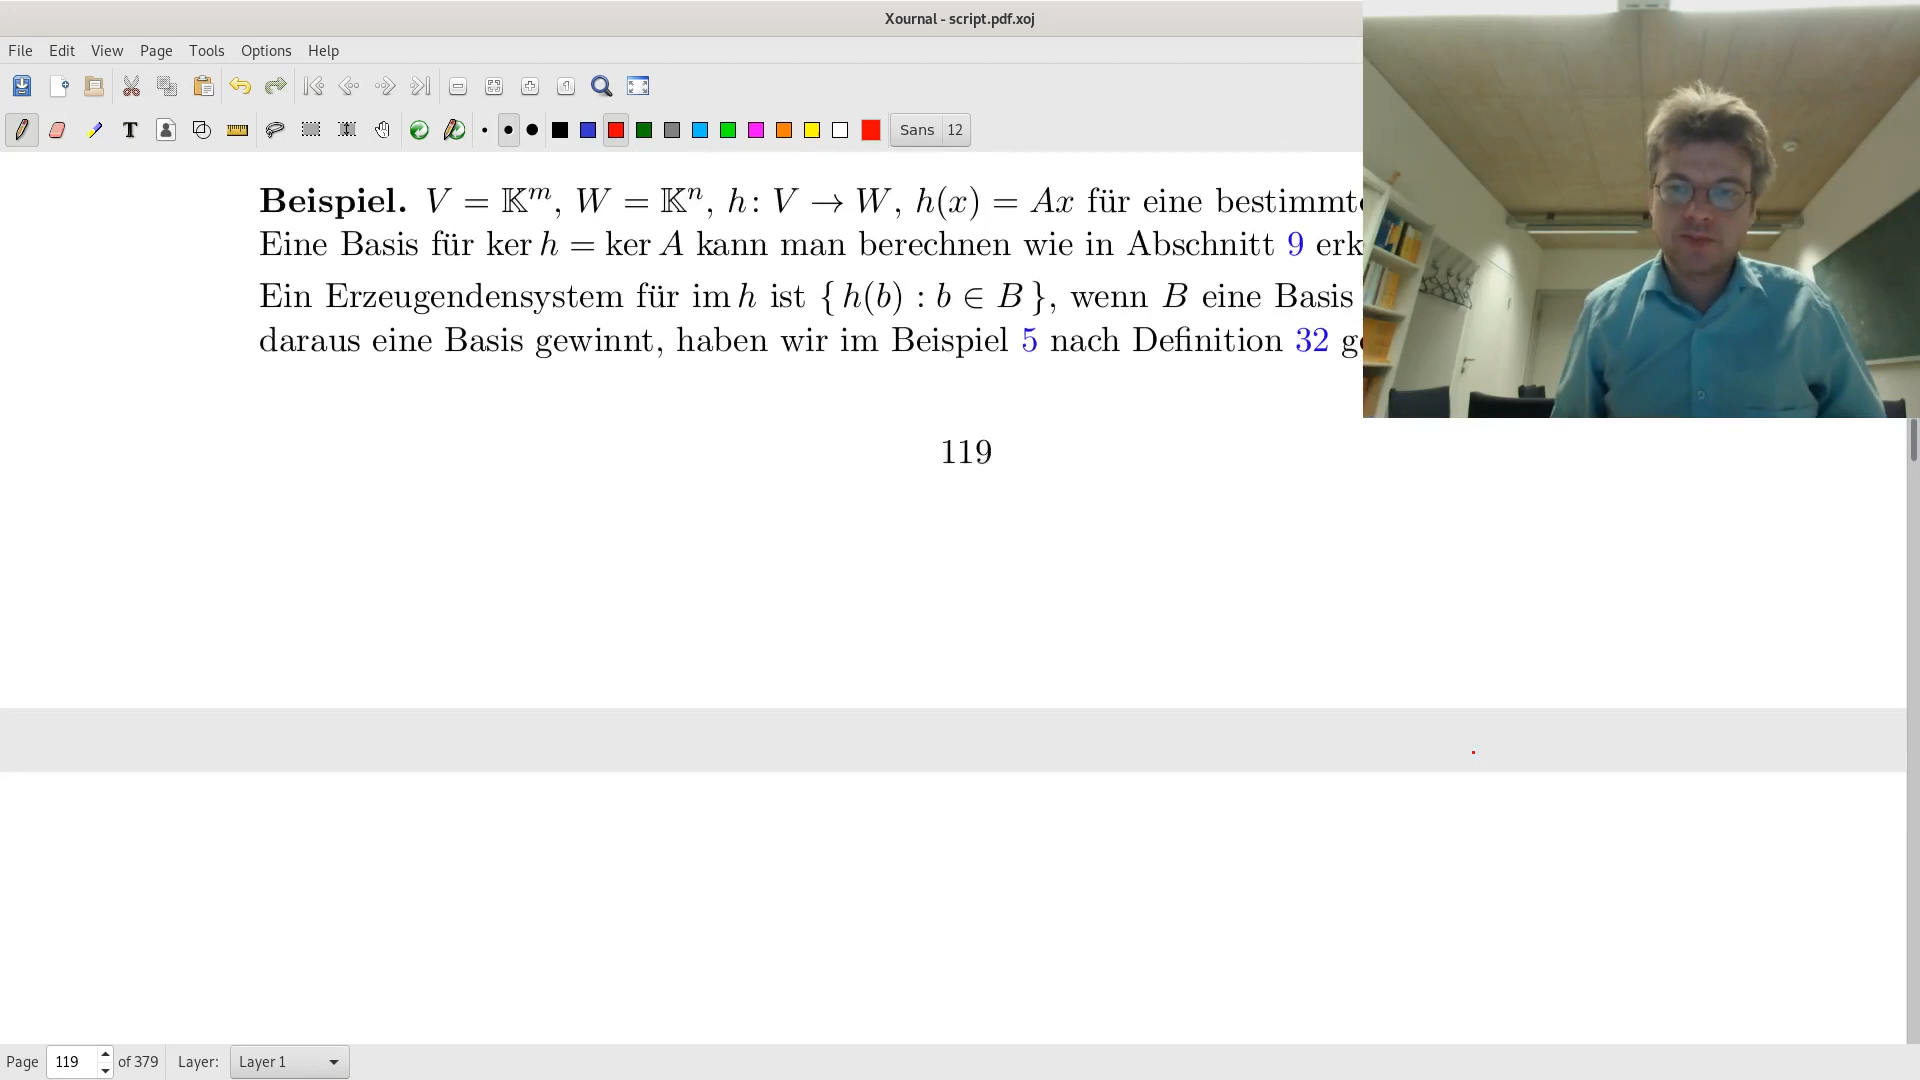 Xournal - script.pdf.xoj
File Edit View Page Tools Options Help
Sans 12
Beispiel. V = 𝕂ᵐ, W = 𝕂ⁿ, h: V → W, h(x) = Ax für eine bestimmte
Eine Basis für ker h = ker A kann man berechnen wie in Abschnitt 9 erk
Ein Erzeugendensystem für im h ist { h(b) : b ∈ B }, wenn B eine Basis
daraus eine Basis gewinnt, haben wir im Beispiel 5 nach Definition 32 ge
119
Page 119 of 379 Layer: Layer 1